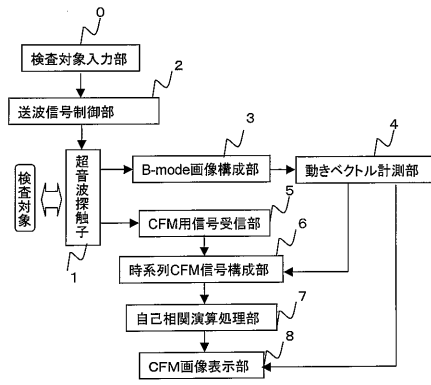 0
検査対象入力部
2
送波信号制御部
3
4
超音波探触子
B-mode画像構成部
動きベクトル計測部
検査対象
5
CFM用信号受信部
1
6
時系列CFM信号構成部
7
自己相関演算処理部
8
CFM画像表示部